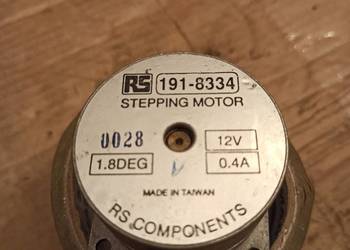 RS 191-8334
STEPPING MOTOR
0028 12V
1.8DEG 0.4A
MADE IN TAIWAN
RS COMPONENTS